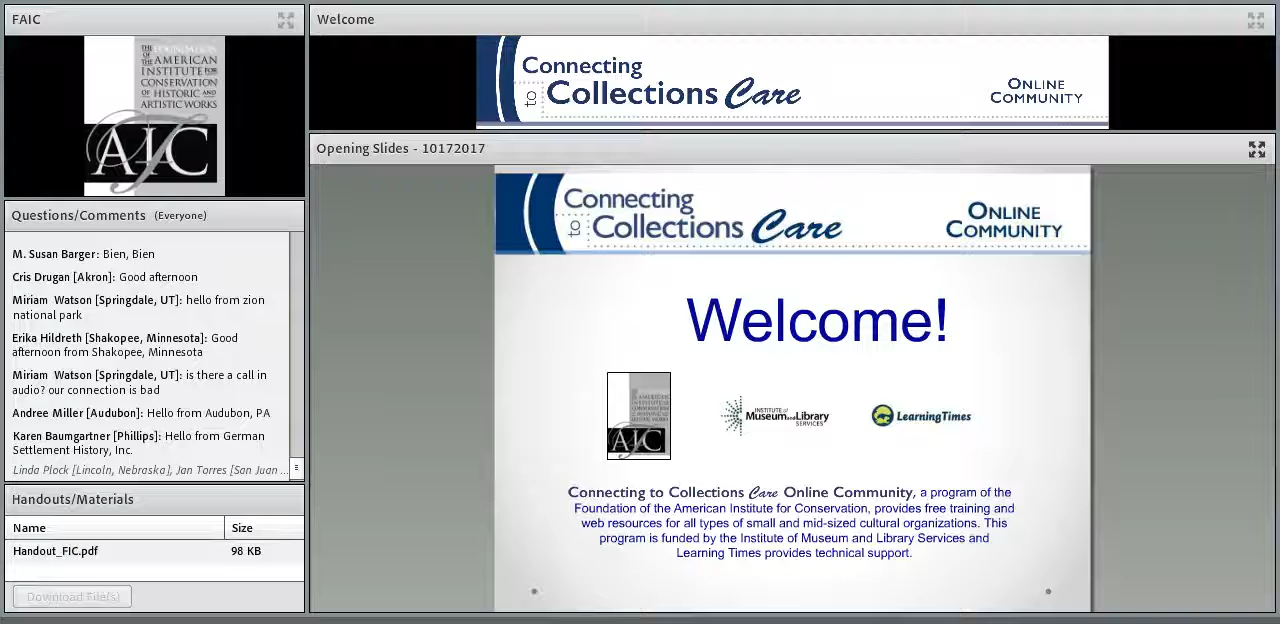 FAIC
THE FOUNDATION
OF THE AMERICAN
INSTITUTE FOR
CONSERVATION
OF HISTORIC AND
ARTISTIC WORKS
AIC
Questions/Comments (Everyone)
M. Susan Barger: Bien, Bien
Cris Drugan [Akron]: Good afternoon
Miriam Watson [Springdale, UT]: hello from zion
national park
Erika Hildreth [Shakopee, Minnesota]: Good
afternoon from Shakopee, Minnesota
Miriam Watson [Springdale, UT]: is there a call in
audio? our connection is bad
Andree Miller [Audubon]: Hello from Audubon, PA
Karen Baumgartner [Phillips]: Hello from German
Settlement History, Inc.
Linda Plock [Lincoln, Nebraska], Jan Torres [San Juan ...
Handouts/Materials
Name Size
Handout_FIC.pdf 98 KB
Download File(s)
Welcome
Connecting
to Collections Care
ONLINE
COMMUNITY
Opening Slides - 10172017
Connecting
to Collections Care
ONLINE
COMMUNITY
Welcome!
AIC
INSTITUTE of
Museum and Library
SERVICES
LearningTimes
Connecting to Collections Care Online Community, a program of the
Foundation of the American Institute for Conservation, provides free training and
web resources for all types of small and mid-sized cultural organizations. This
program is funded by the Institute of Museum and Library Services and
Learning Times provides technical support.